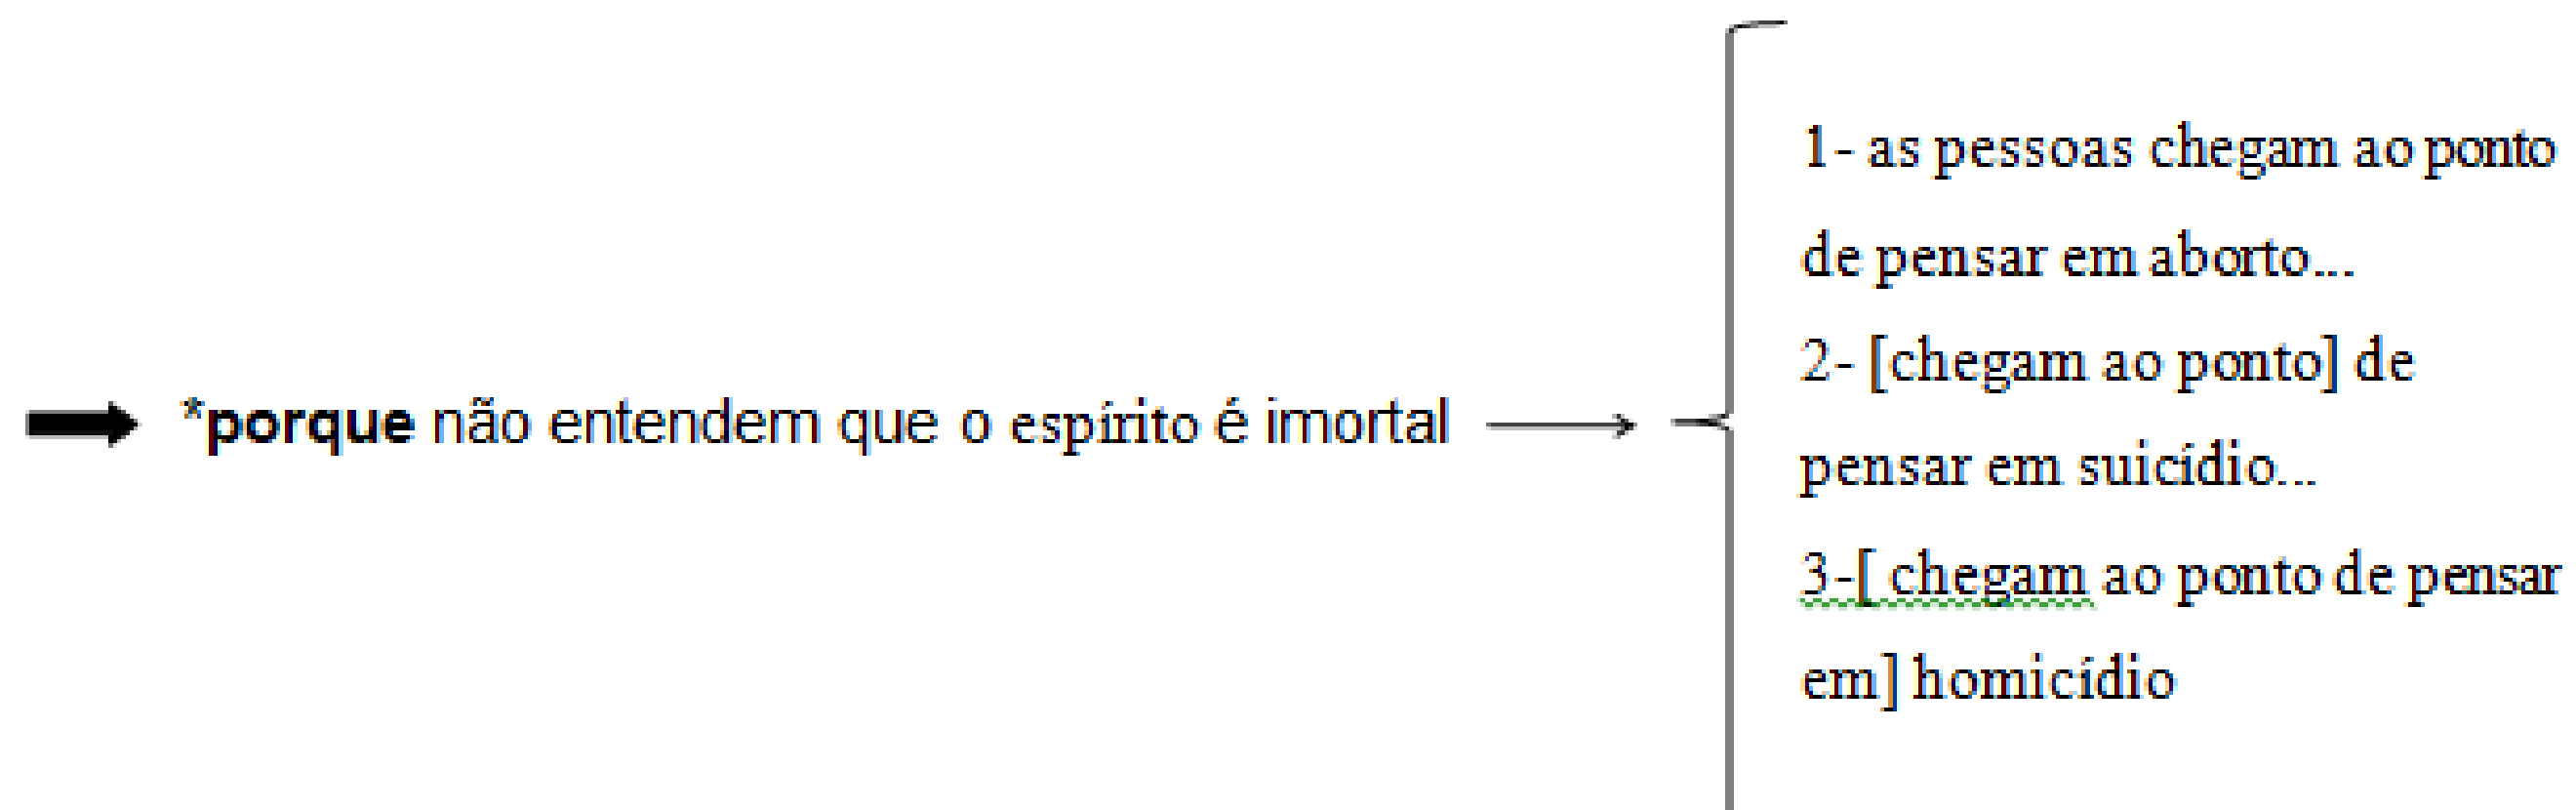 *porque não entendem que o espírito é imortal
1- as pessoas chegam ao ponto
de pensar em aborto...
2- [chegam ao ponto] de
pensar em suicídio...
3-[ chegam ao ponto de pensar
em] homicídio